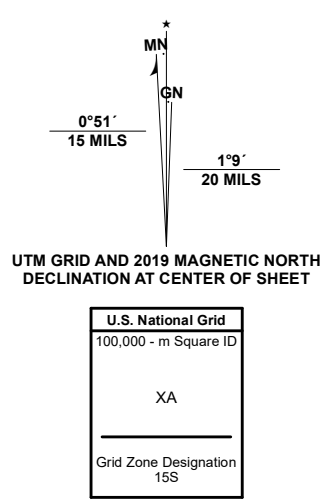 ★
MN
GN
0°51´
15 MILS
1°9´
20 MILS
UTM GRID AND 2019 MAGNETIC NORTH
DECLINATION AT CENTER OF SHEET
U.S. National Grid
100,000 - m Square ID
XA
Grid Zone Designation
15S